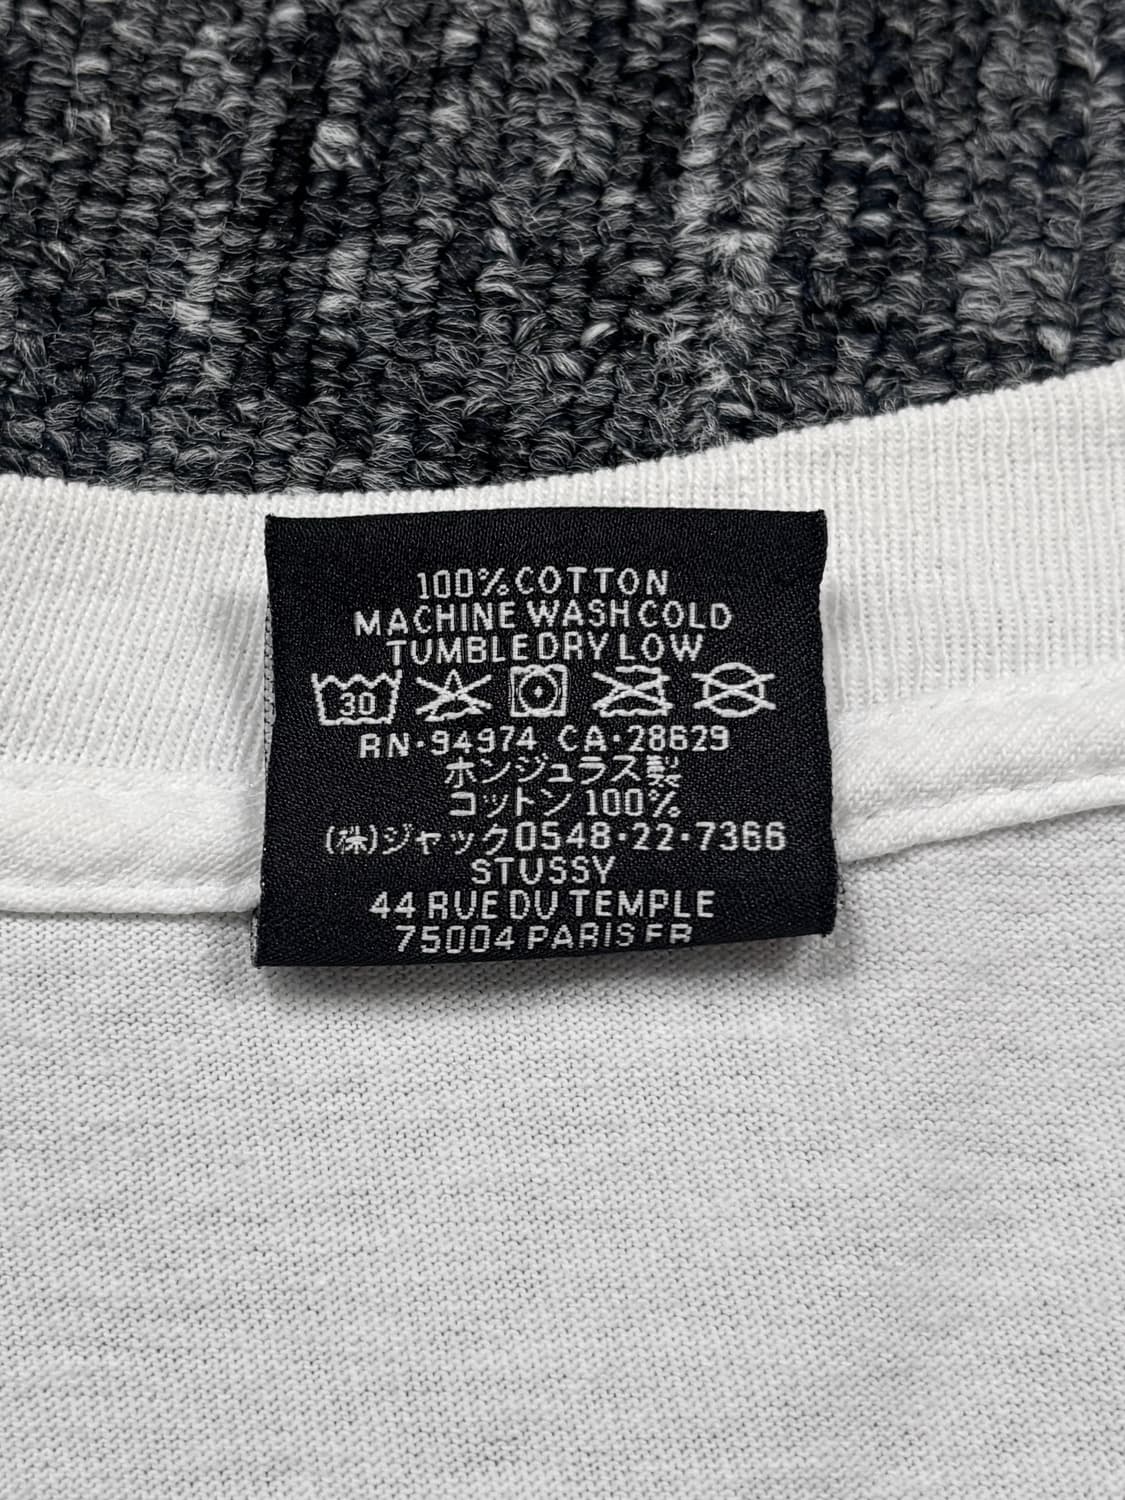 100% COTTON
MACHINE WASH COLD
TUMBLE DRY LOW
30
RN·94974 CA·28629
ホンジュラス製
コットン 100%
(株)ジャック0548·22·7366
STUSSY
44 RUE DU TEMPLE
75004 PARIS FR